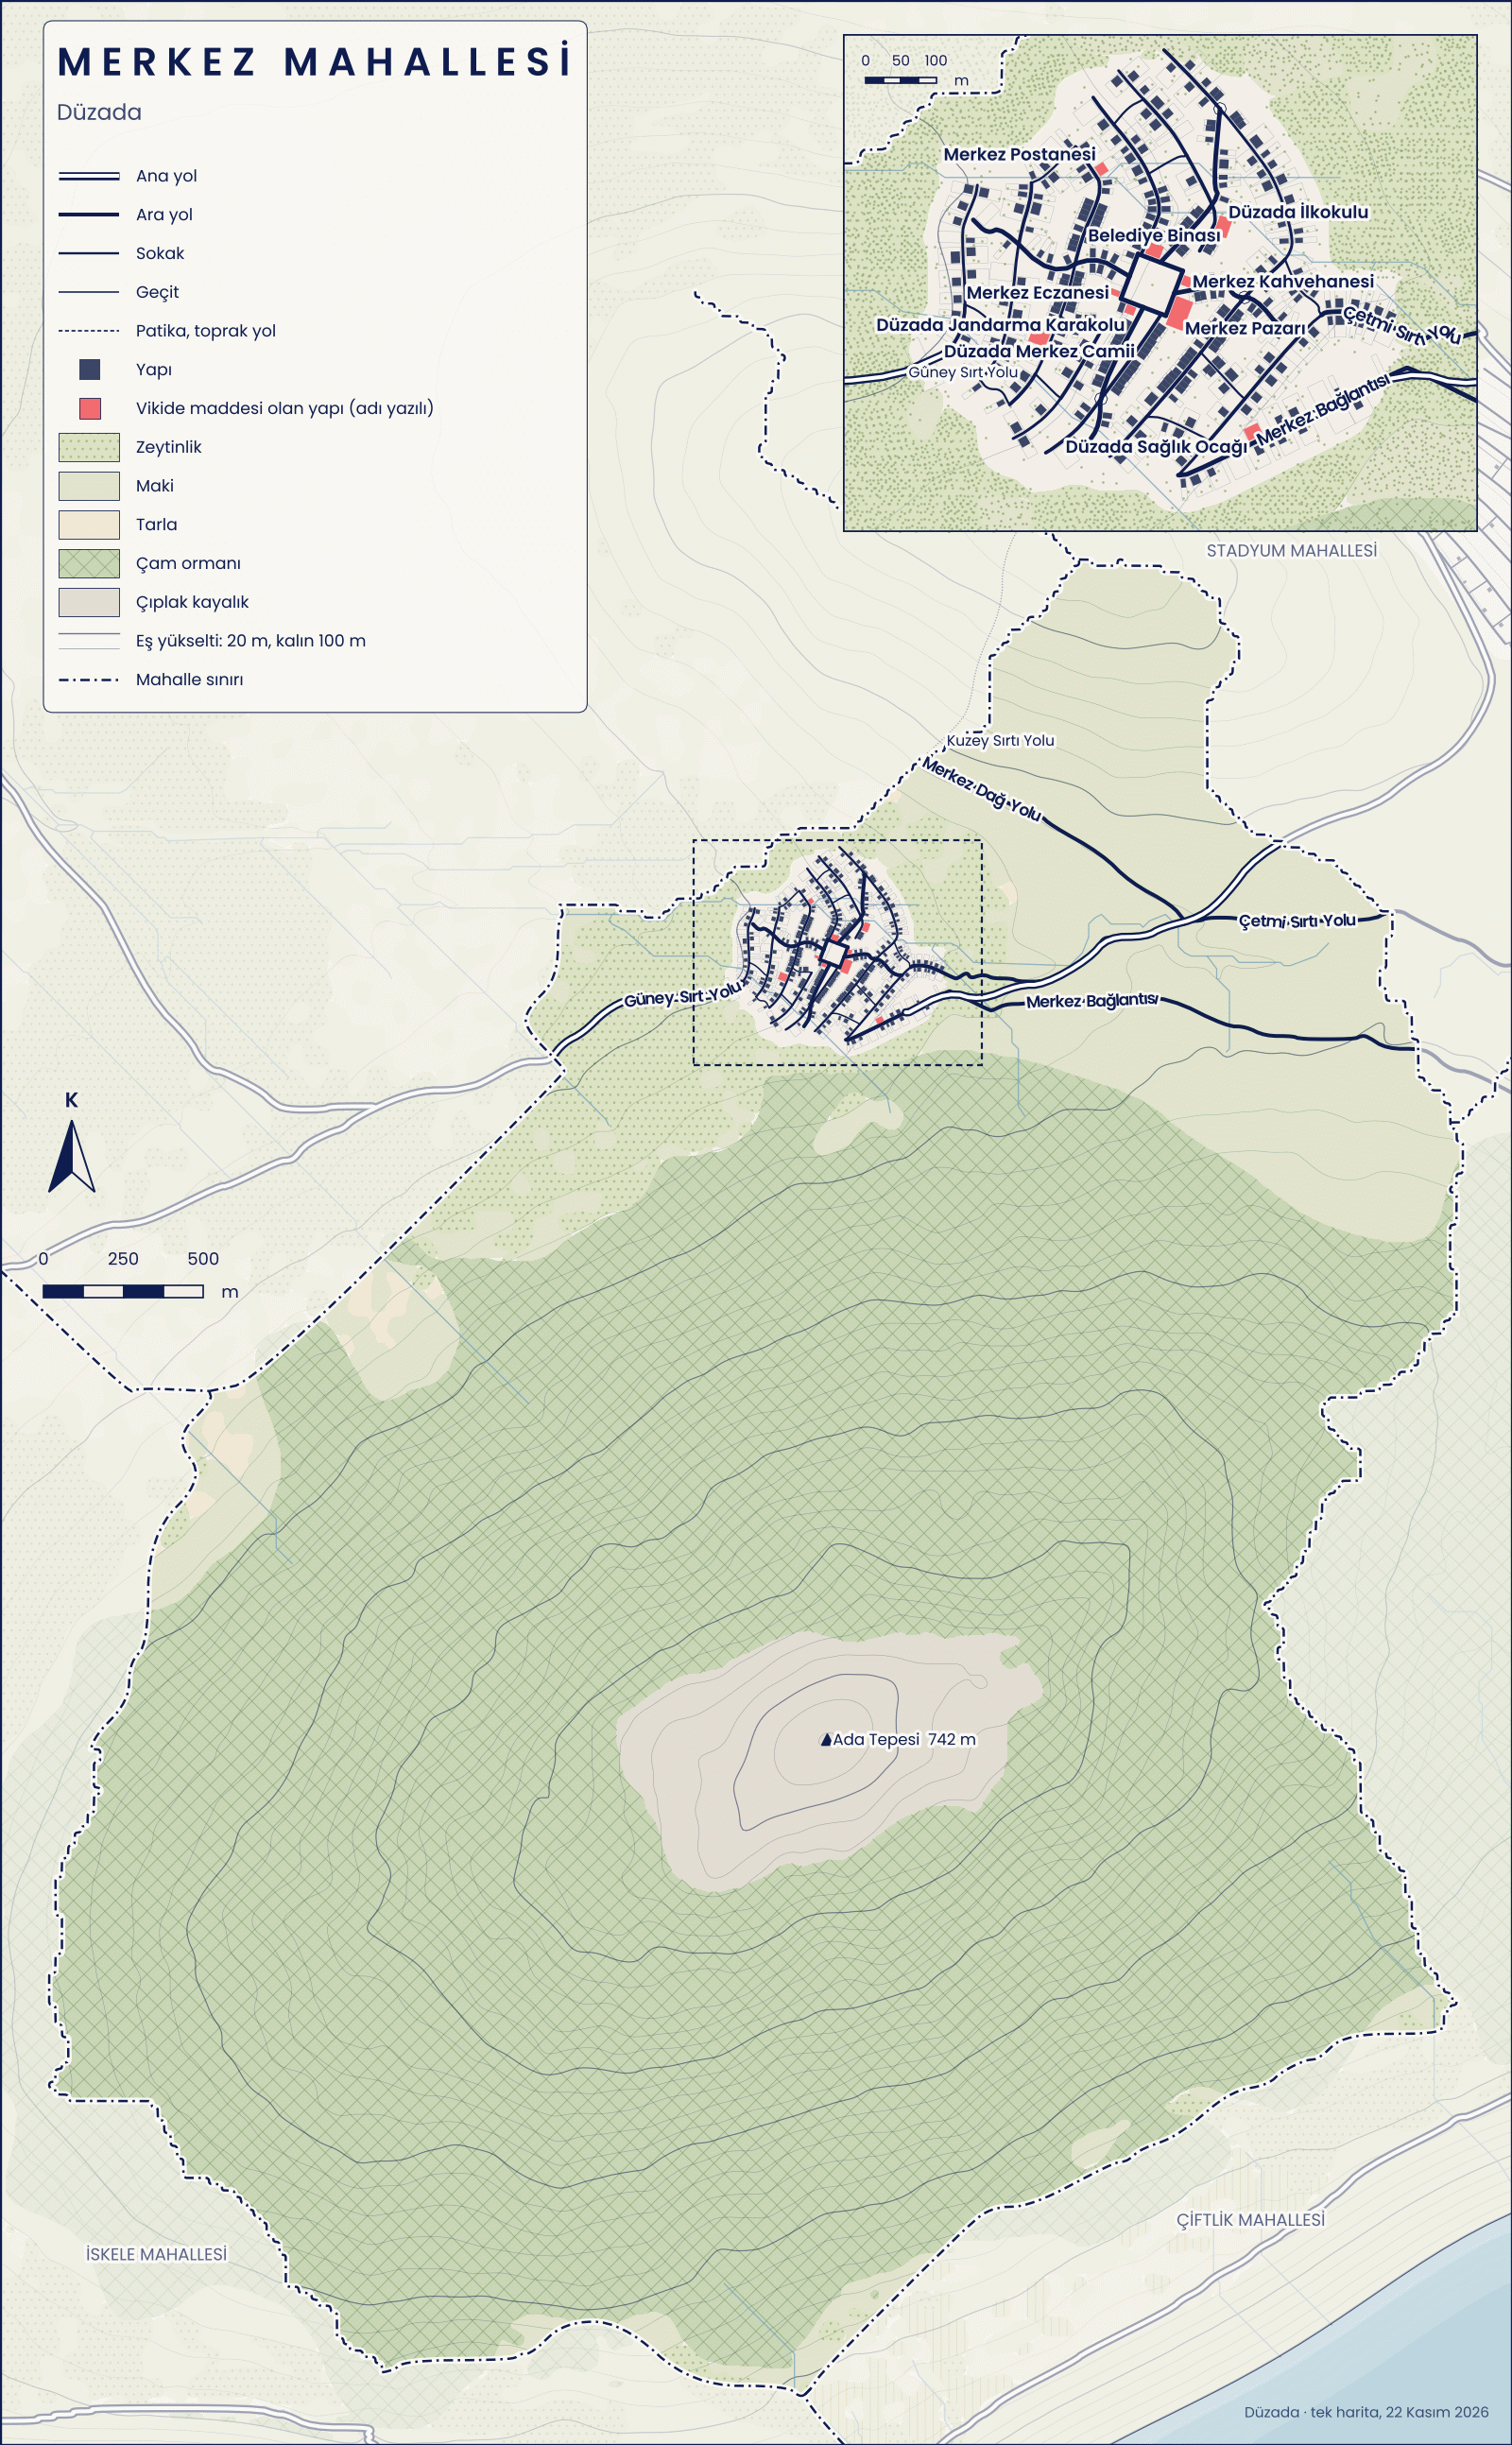 MERKEZ MAHALLESİ
Düzada
Ana yol
Ara yol
Sokak
Geçit
Patika, toprak yol
Yapı
Vikide maddesi olan yapı (adı yazılı)
Zeytinlik
Maki
Tarla
Çam ormanı
Çıplak kayalık
Eş yükselti: 20 m, kalın 100 m
Mahalle sınırı
0 50 100
m
Merkez Postanesi
Düzada İlkokulu
Belediye Binası
Merkez Kahvehanesi
Merkez Eczanesi
Çetmi Sırtı Yolu
Düzada Jandarma Karakolu
Merkez Pazarı
Düzada Merkez Camii
Güney Sırt Yolu
Merkez Bağlantısı
Düzada Sağlık Ocağı
STADYUM MAHALLESİ
Kuzey Sırtı Yolu
Merkez Dağ Yolu
Çetmi Sırtı Yolu
Güney Sırt Yolu
Merkez Bağlantısı
K
0 250 500
m
Ada Tepesi 742 m
ÇİFTLİK MAHALLESİ
İSKELE MAHALLESİ
Düzada · tek harita, 22 Kasım 2026